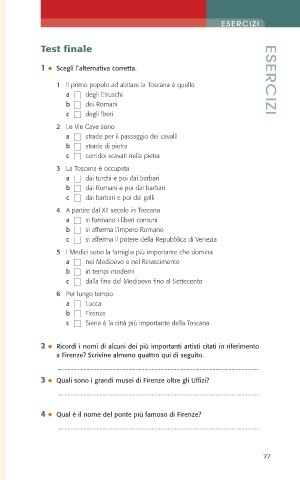 ESERCIZI
ESERCIZI
Test finale
1 ◆ Scegli l'alternativa corretta.
1 Il primo popolo ad abitare la Toscana è quello
a □ degli Etruschi
b □ dei Romani
c □ degli Iberi
2 Le Vie Cave sono
a □ strade per il passaggio dei cavalli
b □ strade di pietra
c □ corridoi scavati nella pietra
3 La Toscana è occupata
a □ dai turchi e poi dai barbari
b □ dai Romani e poi dai barbari
c □ dai barbari e poi dai galli
4 A partire dal XII secolo in Toscana
a □ si formano i liberi comuni
b □ si afferma l'impero Romano
c □ si afferma il potere della Repubblica di Venezia
5 I Medici sono la famiglia più importante che domina
a □ nel Medioevo e nel Rinascimento
b □ in tempi moderni
c □ dalla fine del Medioevo fino al Settecento
6 Per lungo tempo
a □ Lucca
b □ Firenze
c □ Siena è la città più importante della Toscana
2 ◆ Ricordi i nomi di alcuni dei più importanti artisti citati in riferimento
a Firenze? Scrivine almeno quattro qui di seguito.
3 ◆ Quali sono i grandi musei di Firenze oltre gli Uffizi?
4 ◆ Qual è il nome del ponte più famoso di Firenze?
77